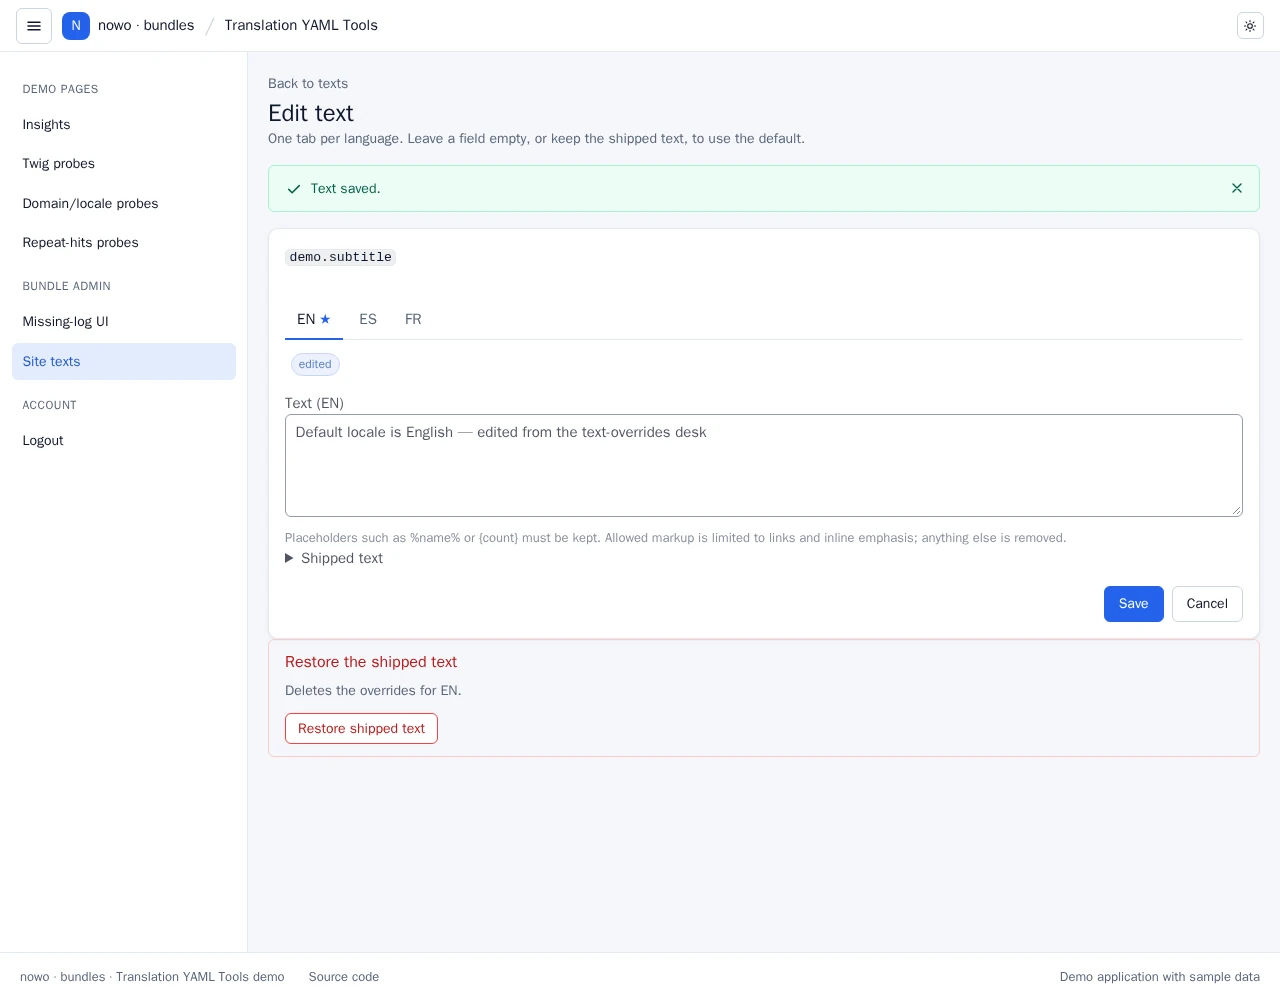 N nowo · bundles / Translation YAML Tools
DEMO PAGES
Insights
Twig probes
Domain/locale probes
Repeat-hits probes
BUNDLE ADMIN
Missing-log UI
Site texts
ACCOUNT
Logout
Back to texts
Edit text
One tab per language. Leave a field empty, or keep the shipped text, to use the default.
Text saved.
demo.subtitle
EN ★ ES FR
edited
Text (EN)
Default locale is English — edited from the text-overrides desk
Placeholders such as %name% or {count} must be kept. Allowed markup is limited to links and inline emphasis; anything else is removed.
Shipped text
Save Cancel
Restore the shipped text
Deletes the overrides for EN.
Restore shipped text
nowo · bundles · Translation YAML Tools demo Source code Demo application with sample data